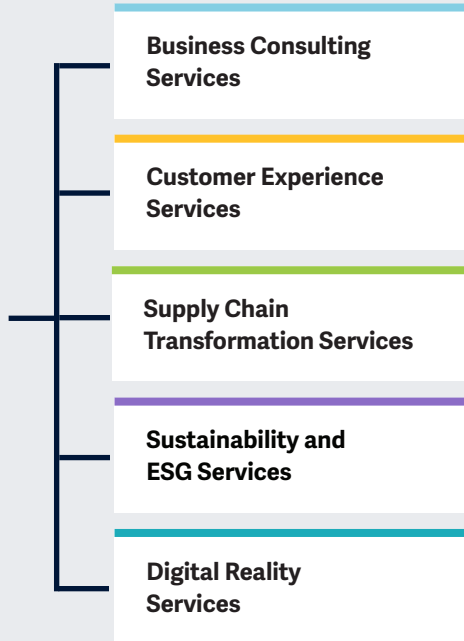 Business Consulting
Services
Customer Experience
Services
Supply Chain
Transformation Services
Sustainability and
ESG Services
Digital Reality
Services